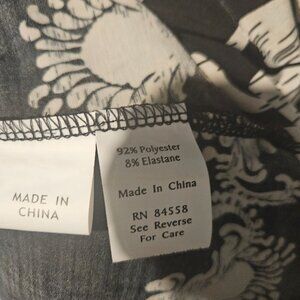 MADE IN
CHINA
92% Polyester
8% Elastane
Made In China
RN 84558
See Reverse
For Care